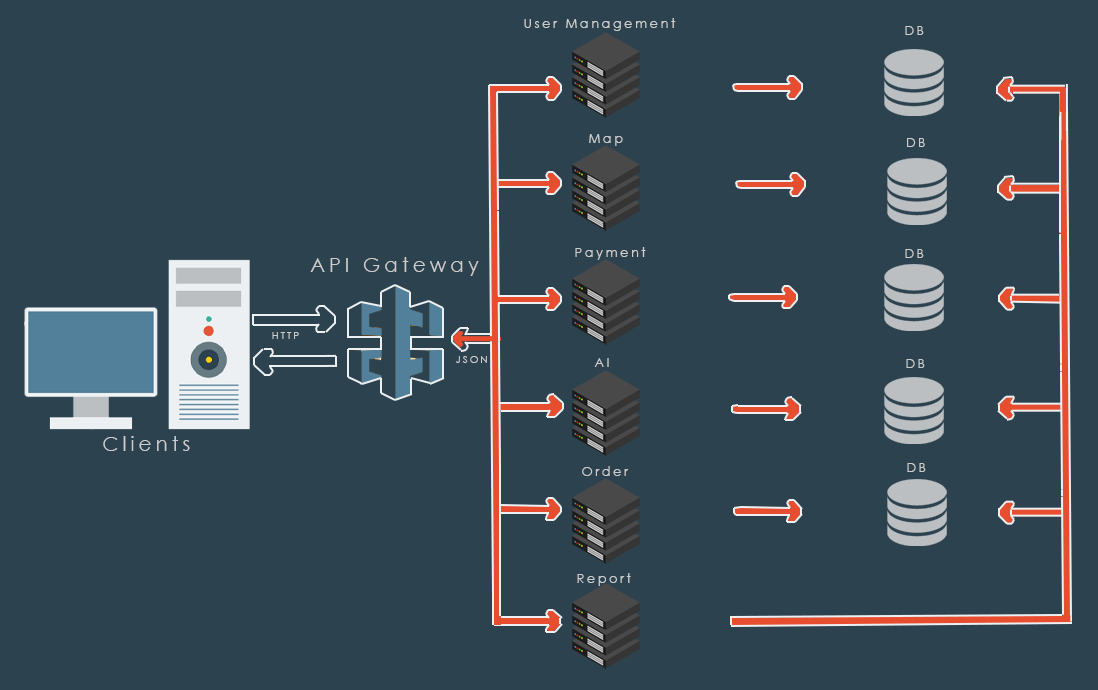 User Management
DB
Map
DB
Payment
DB
API Gateway
HTTP
JSON
AI
DB
Clients
Order
DB
Report